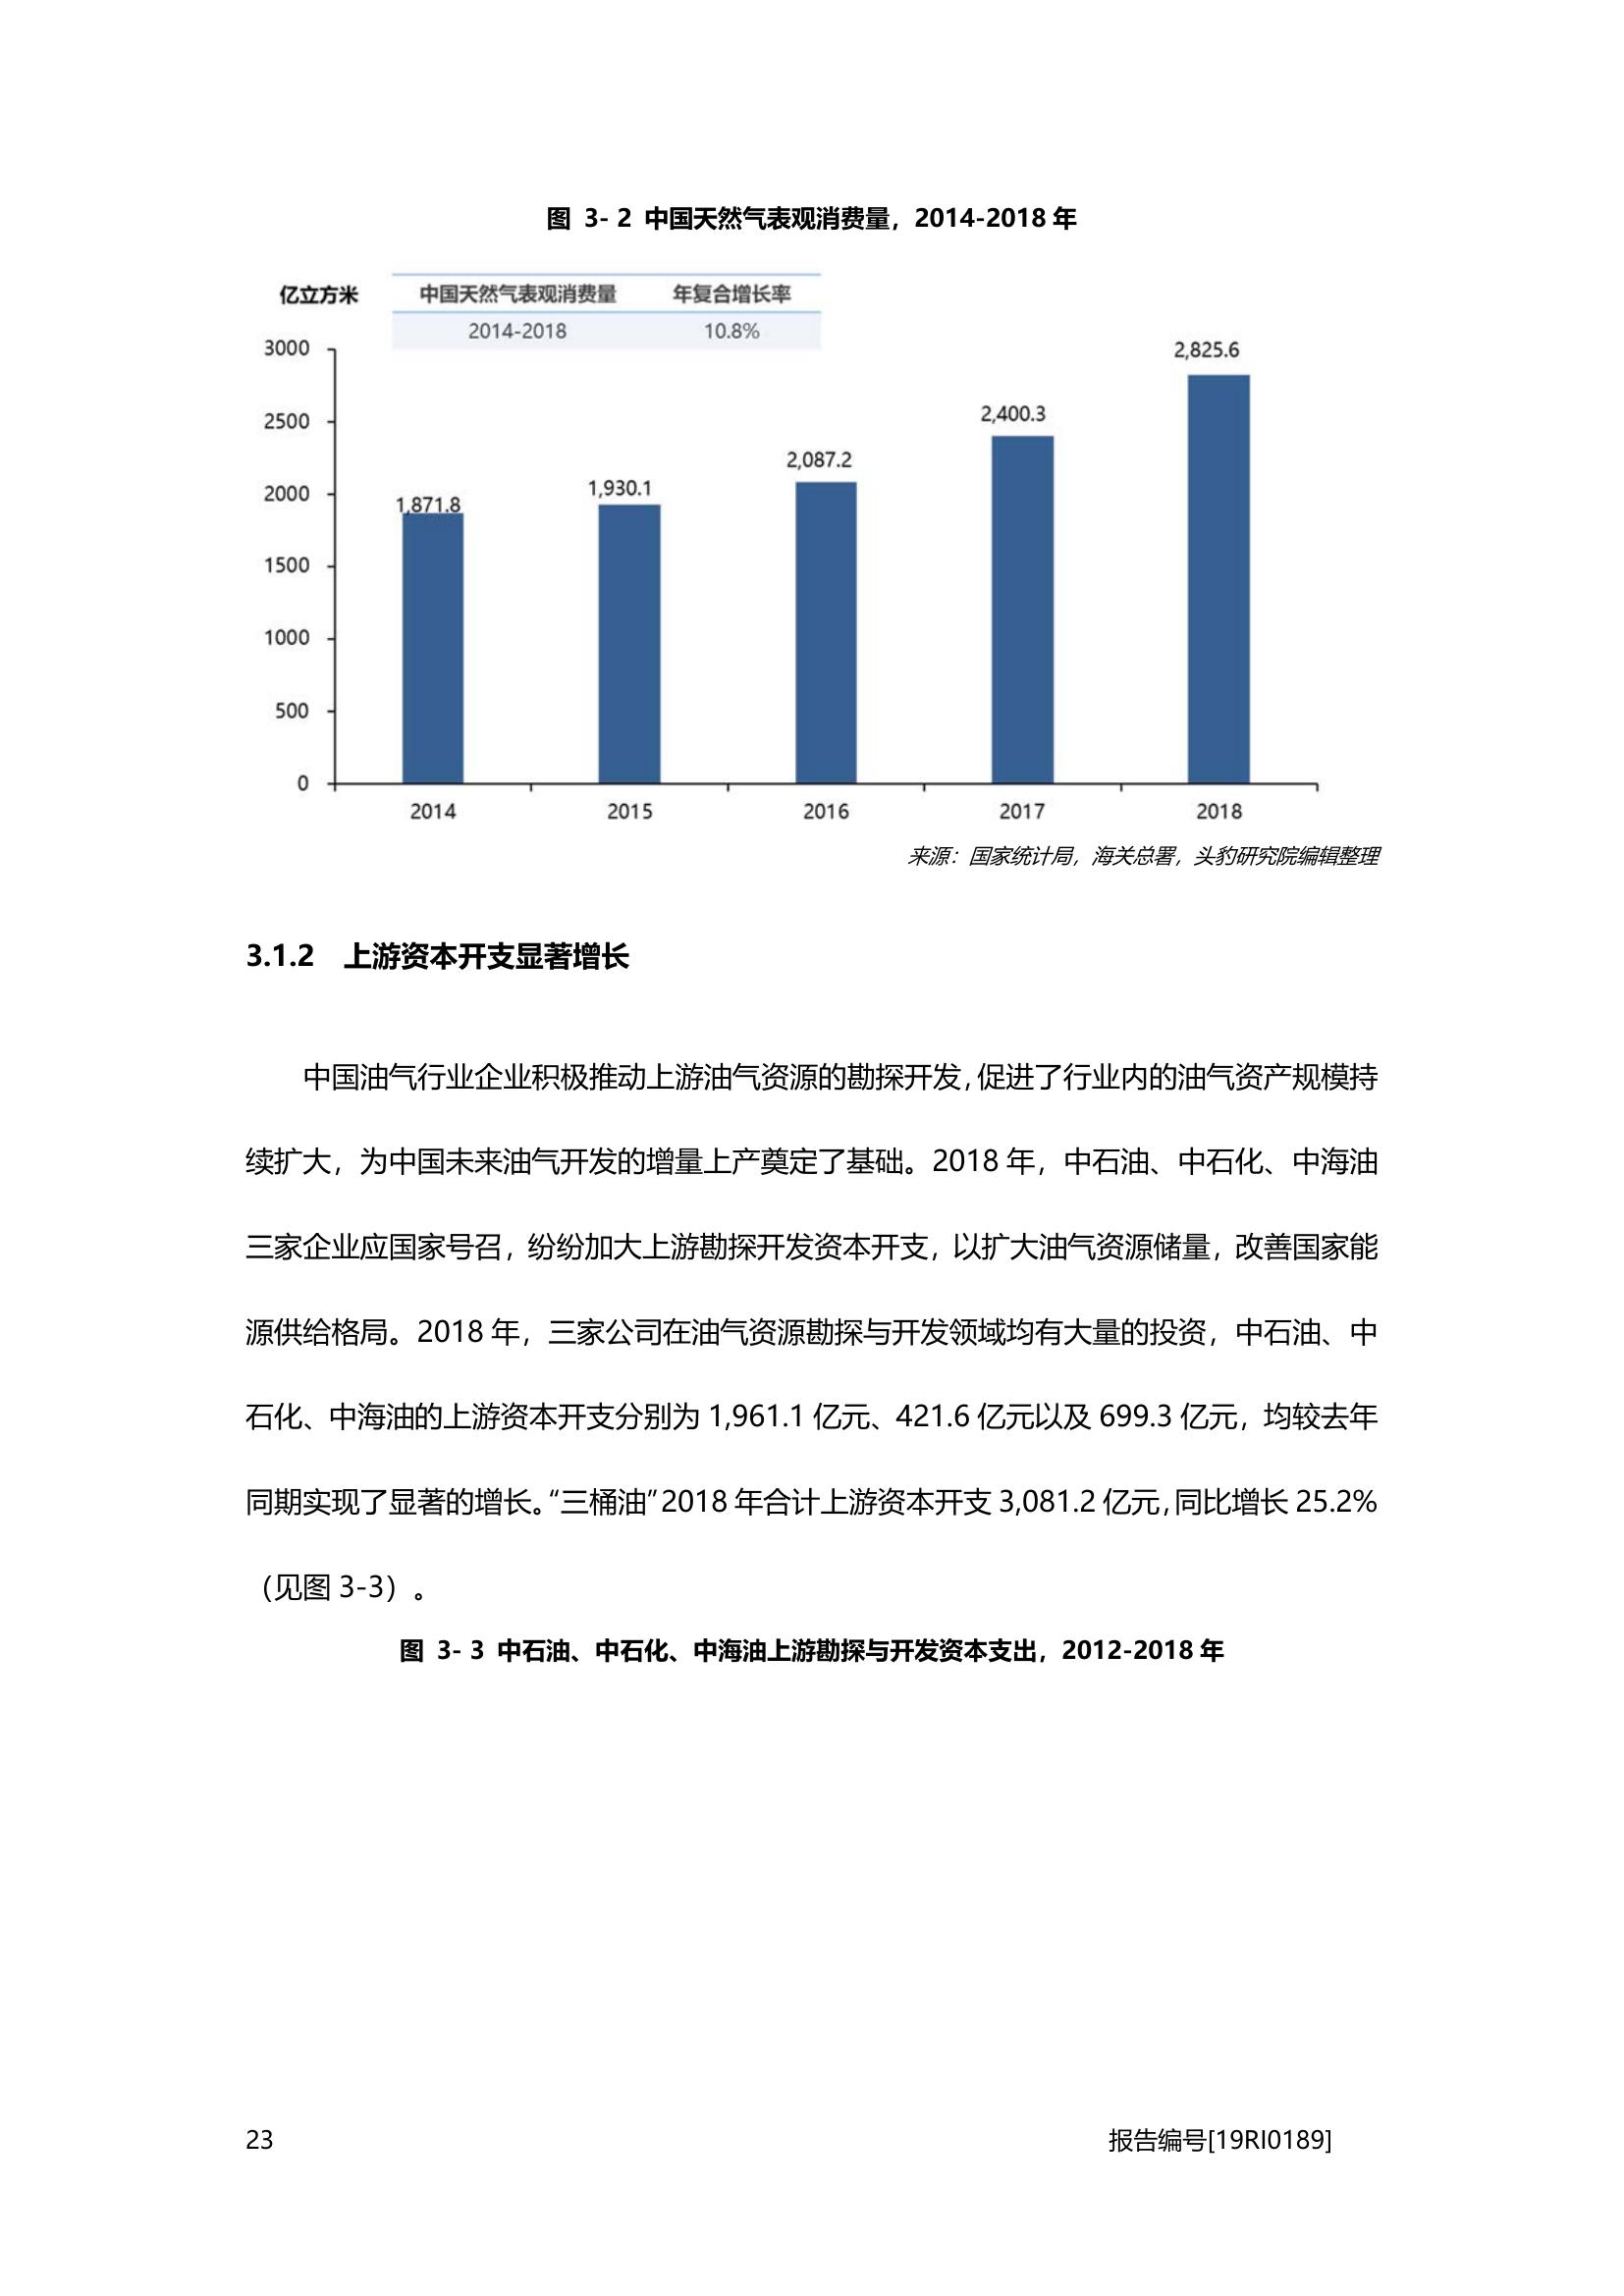 图 3- 2 中国天然气表观消费量，2014-2018 年
亿立方米
中国天然气表观消费量 年复合增长率
2014-2018 10.8%
3000
2500
2000
1500
1000
500
0
1,871.8
1,930.1
2,087.2
2,400.3
2,825.6
2014 2015 2016 2017 2018
来源：国家统计局，海关总署，头豹研究院编辑整理
3.1.2 上游资本开支显著增长
中国油气行业企业积极推动上游油气资源的勘探开发，促进了行业内的油气资产规模持
续扩大，为中国未来油气开发的增量上产奠定了基础。2018 年，中石油、中石化、中海油
三家企业应国家号召，纷纷加大上游勘探开发资本开支，以扩大油气资源储量，改善国家能
源供给格局。2018 年，三家公司在油气资源勘探与开发领域均有大量的投资，中石油、中
石化、中海油的上游资本开支分别为 1,961.1 亿元、421.6 亿元以及 699.3 亿元，均较去年
同期实现了显著的增长。“三桶油”2018 年合计上游资本开支 3,081.2 亿元，同比增长 25.2%
（见图 3-3）。
图 3- 3 中石油、中石化、中海油上游勘探与开发资本支出，2012-2018 年
23 报告编号[19RI0189]